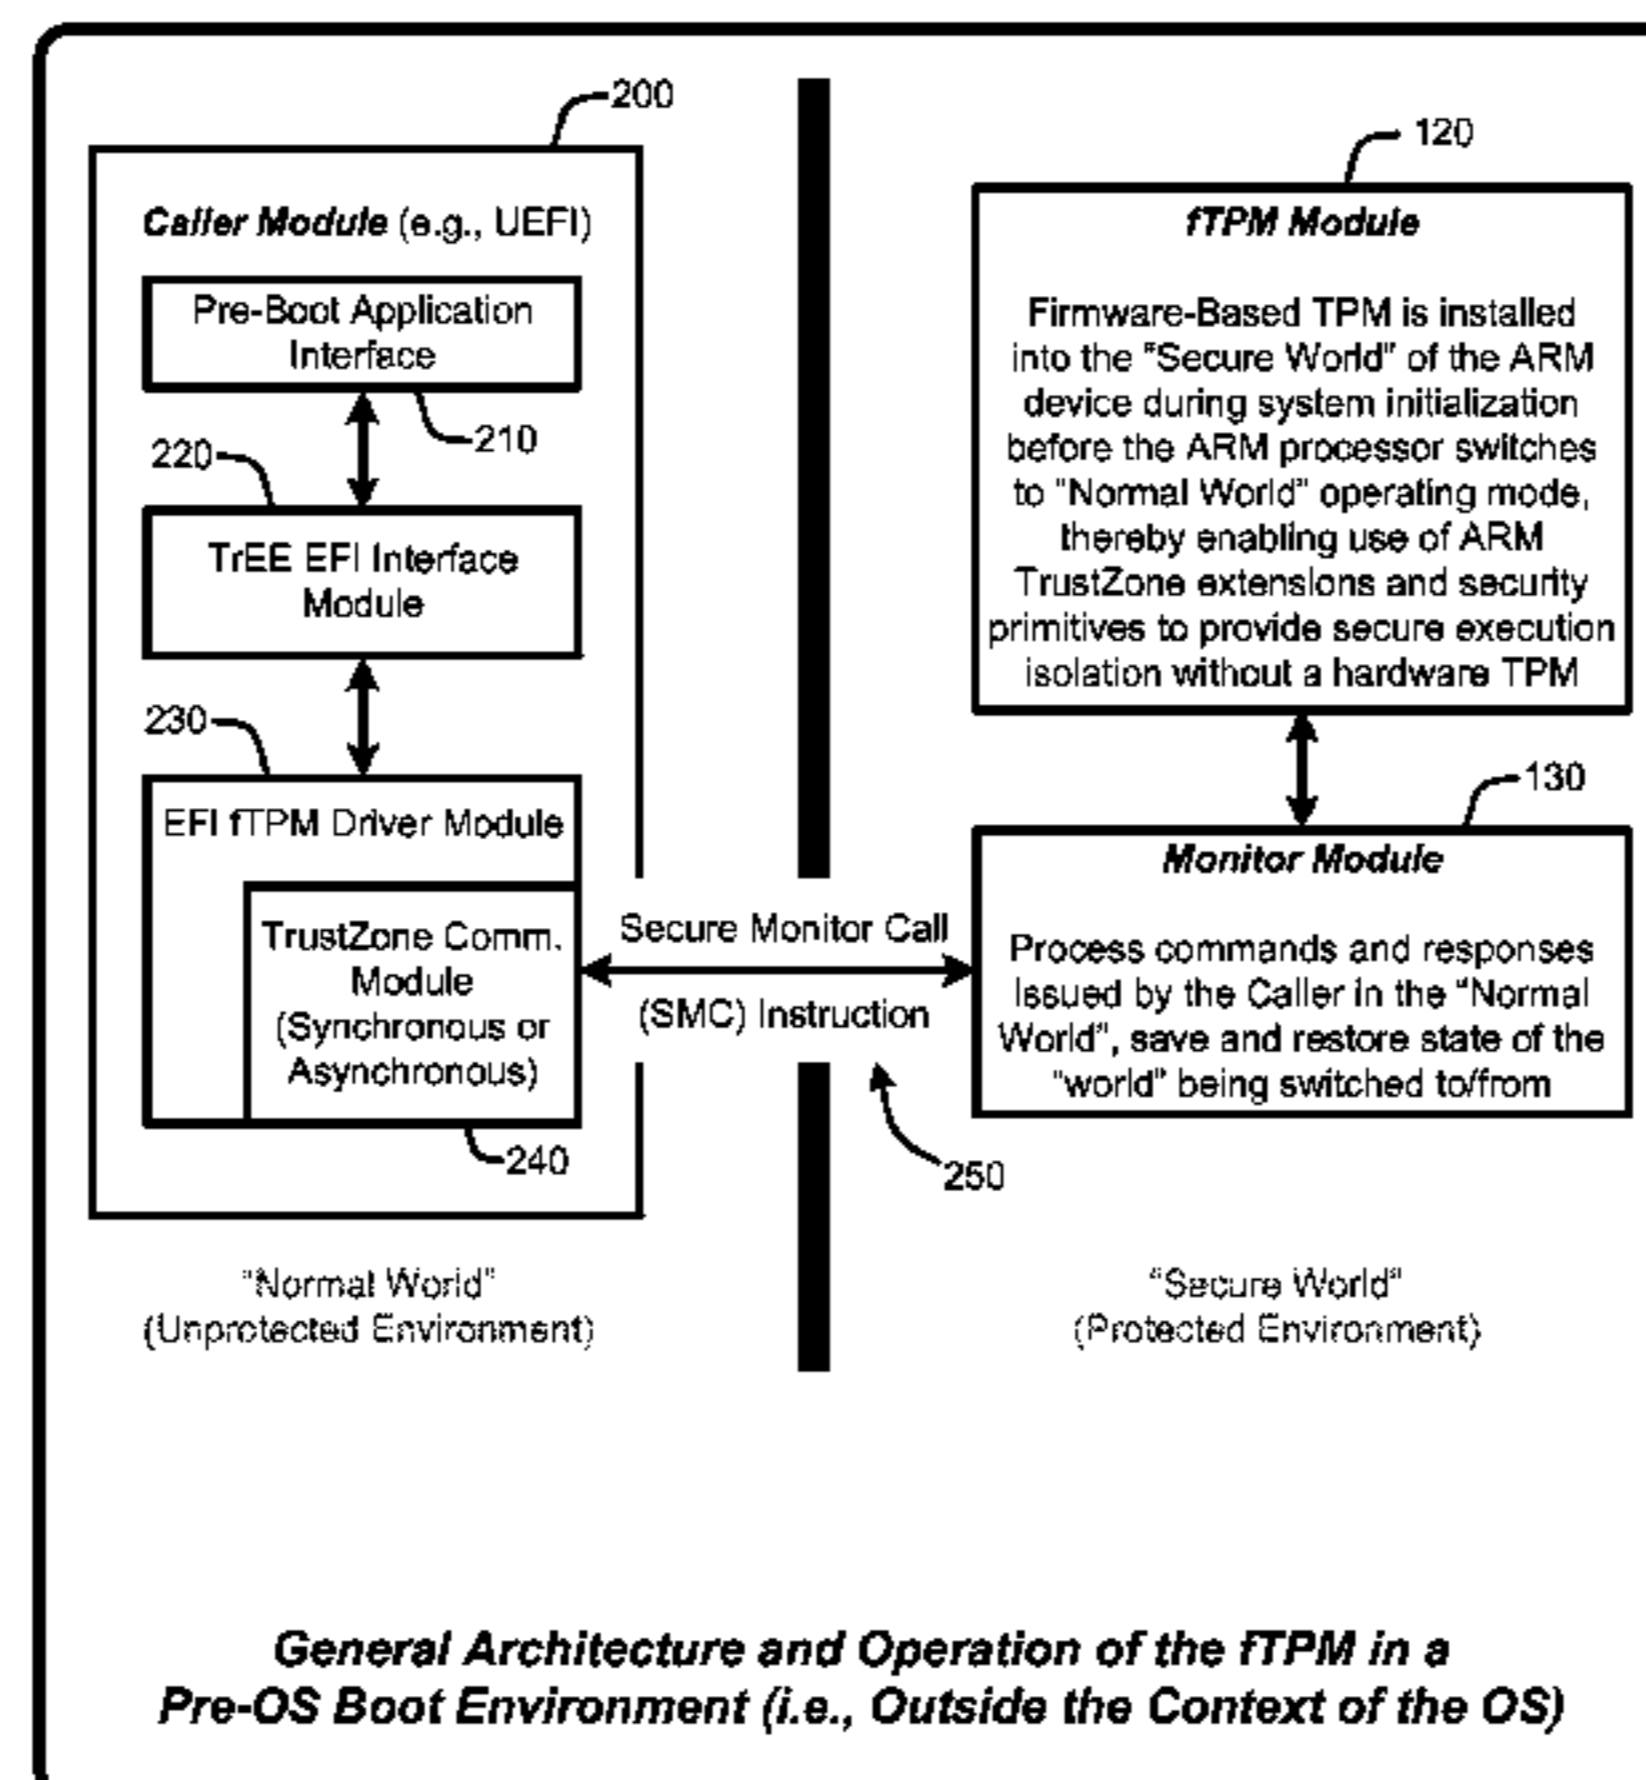 200
Caller Module (e.g., UEFI)
Pre-Boot Application
Interface
210
220
TrEE EFI Interface
Module
230
EFI fTPM Driver Module
TrustZone Comm.
Module
(Synchronous or
Asynchronous)
240
"Normal World"
(Unprotected Environment)
Secure Monitor Call
(SMC) Instruction
250
120
fTPM Module
Firmware-Based TPM is installed
into the "Secure World" of the ARM
device during system initialization
before the ARM processor switches
to "Normal World" operating mode,
thereby enabling use of ARM
TrustZone extensions and security
primitives to provide secure execution
isolation without a hardware TPM
130
Monitor Module
Process commands and responses
issued by the Caller in the "Normal
World", save and restore state of the
"world" being switched to/from
"Secure World"
(Protected Environment)
General Architecture and Operation of the fTPM in a
Pre-OS Boot Environment (i.e., Outside the Context of the OS)